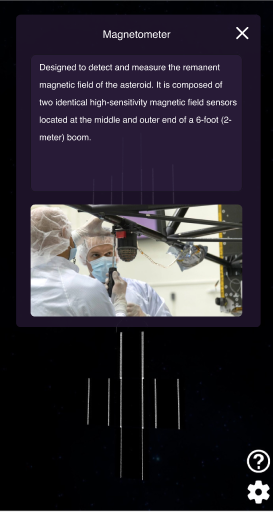 Magnetometer
Designed to detect and measure the remanent
magnetic field of the asteroid. It is composed of
two identical high-sensitivity magnetic field sensors
located at the middle and outer end of a 6-foot (2-
meter) boom.